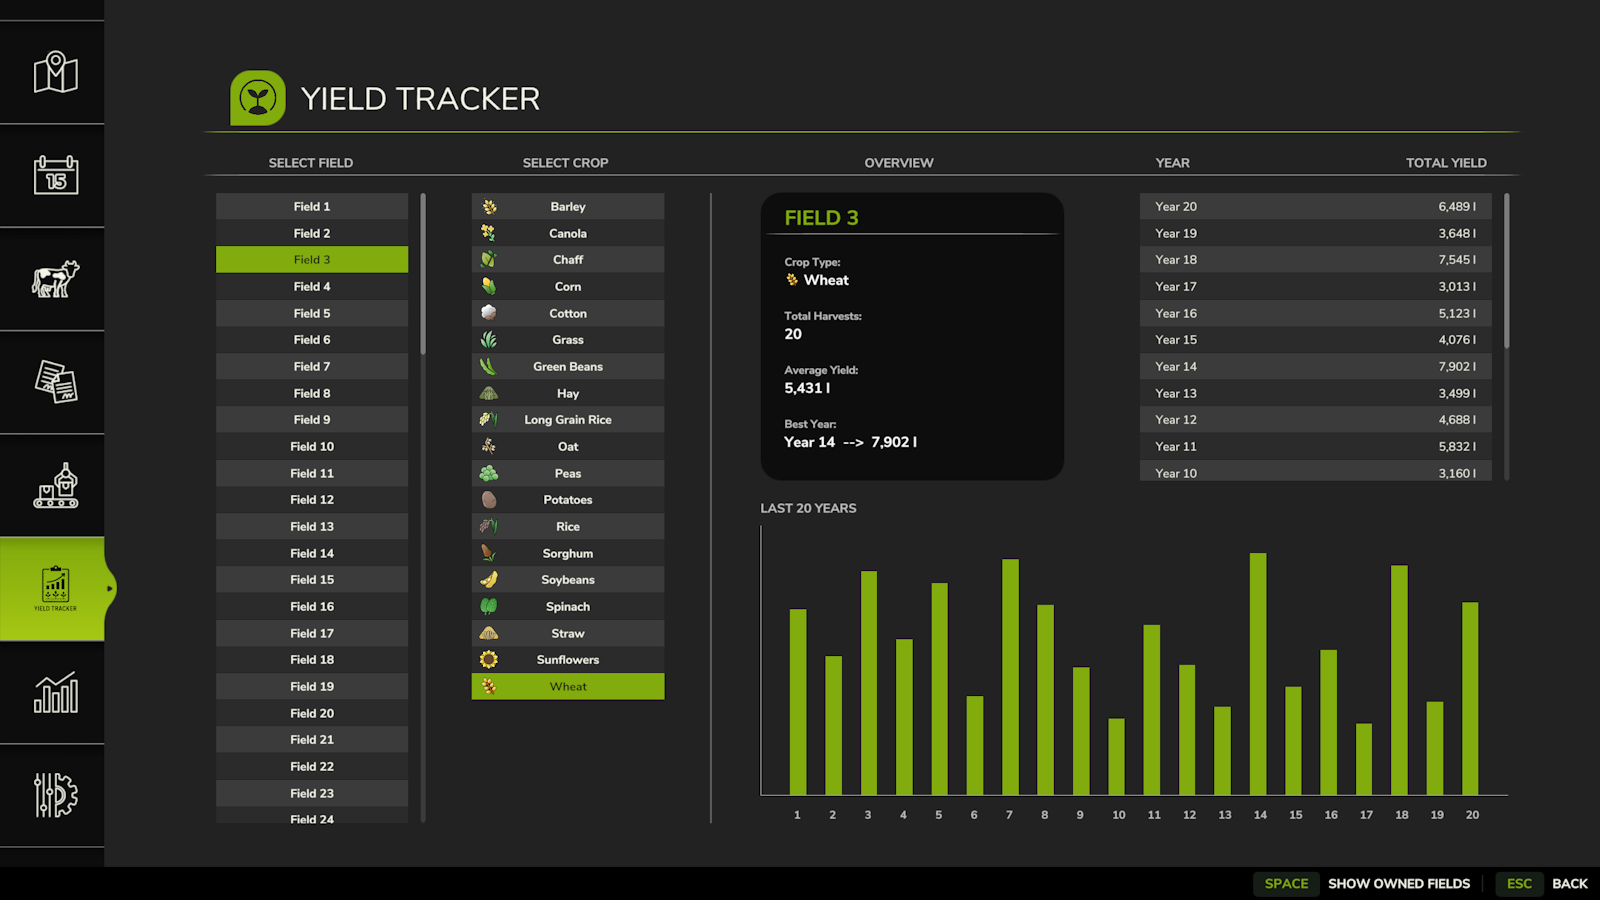 YIELD TRACKER
SELECT FIELD
SELECT CROP
OVERVIEW
YEAR
TOTAL YIELD
Field 1
Field 2
Field 3
Field 4
Field 5
Field 6
Field 7
Field 8
Field 9
Field 10
Field 11
Field 12
Field 13
Field 14
Field 15
Field 16
Field 17
Field 18
Field 19
Field 20
Field 21
Field 22
Field 23
Field 24
Barley
Canola
Chaff
Corn
Cotton
Grass
Green Beans
Hay
Long Grain Rice
Oat
Peas
Potatoes
Rice
Sorghum
Soybeans
Spinach
Straw
Sunflowers
Wheat
FIELD 3
Crop Type:
Wheat
Total Harvests:
20
Average Yield:
5,431 l
Best Year:
Year 14 --> 7,902 l
Year 20 6,489 l
Year 19 3,648 l
Year 18 7,545 l
Year 17 3,013 l
Year 16 5,123 l
Year 15 4,076 l
Year 14 7,902 l
Year 13 3,499 l
Year 12 4,688 l
Year 11 5,832 l
Year 10 3,160 l
LAST 20 YEARS
1 2 3 4 5 6 7 8 9 10 11 12 13 14 15 16 17 18 19 20
15
YIELD TRACKER
SPACE SHOW OWNED FIELDS ESC BACK